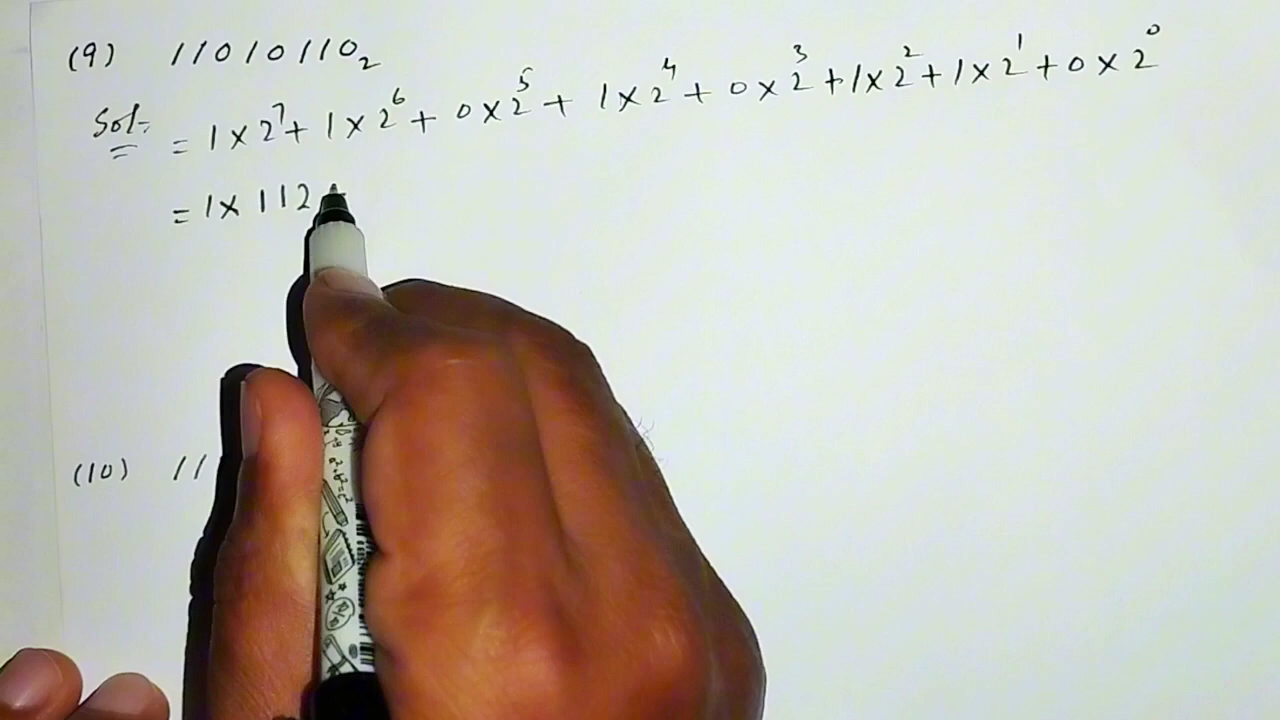 (9) 11010110₂
Sol. = 1 × 2⁷ + 1 × 2⁶ + 0 × 2⁵ + 1 × 2⁴ + 0 × 2³ + 1 × 2² + 1 × 2¹ + 0 × 2⁰
= 1 × 112
(10) 11